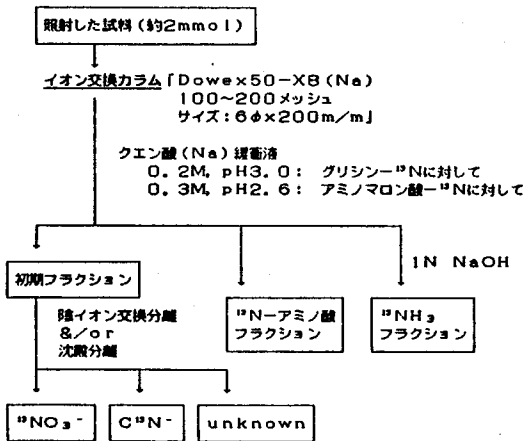 照射した試料(約2mmol)
イオン交換カラム「Dowex50-X8(Na)
100~200メッシュ
サイズ:6φx200m/m」
クエン酸(Na)緩衝液
0.2M,pH3.0: グリシン-¹³Nに対して
0.3M,pH2.6: アミノマロン酸-¹³Nに対して
1N NaOH
初期フラクション
¹³N-アミノ酸
フラクション
¹³NH₃
フラクション
陰イオン交換分離
&/or
沈殿分離
¹³NO₃⁻
C¹³N⁻
unknown